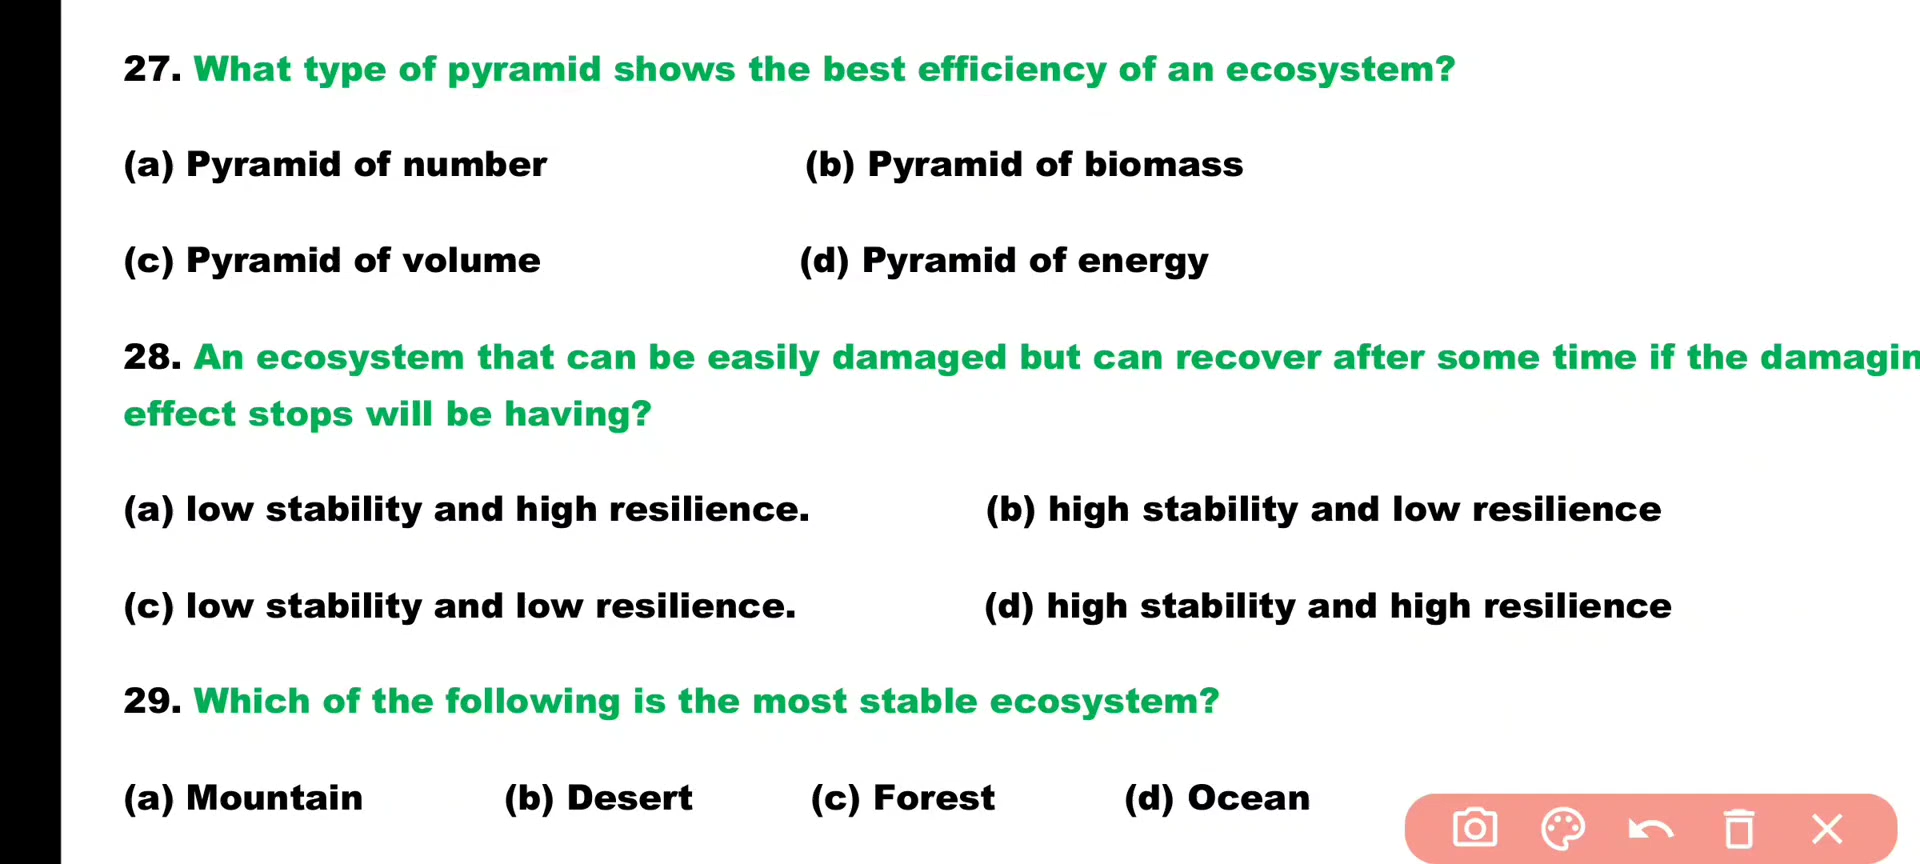 27. What type of pyramid shows the best efficiency of an ecosystem?
(a) Pyramid of number (b) Pyramid of biomass
(c) Pyramid of volume (d) Pyramid of energy
28. An ecosystem that can be easily damaged but can recover after some time if the damagin
effect stops will be having?
(a) low stability and high resilience. (b) high stability and low resilience
(c) low stability and low resilience. (d) high stability and high resilience
29. Which of the following is the most stable ecosystem?
(a) Mountain (b) Desert (c) Forest (d) Ocean